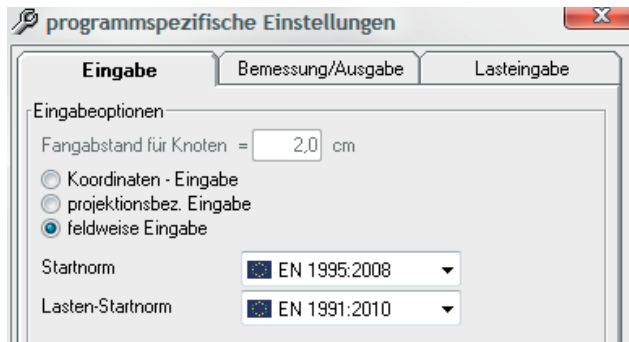 programmspezifische Einstellungen
Eingabe Bemessung/Ausgabe Lasteingabe
Eingabeoptionen
Fangabstand für Knoten = 2,0 cm
Koordinaten - Eingabe
projektionsbez. Eingabe
feldweise Eingabe
Startnorm EN 1995:2008
Lasten-Startnorm EN 1991:2010